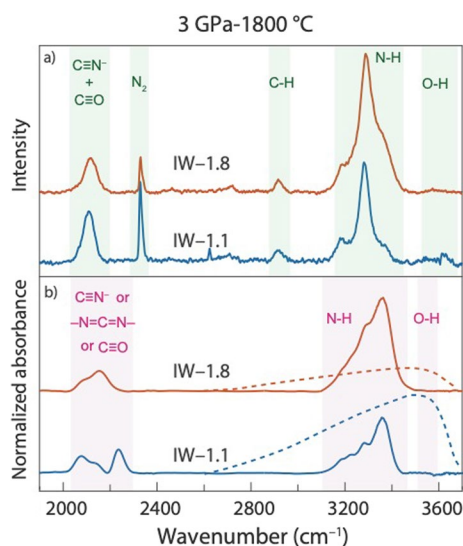 3 GPa-1800 °C
a)
C≡N⁻
+
C≡O
N₂
C-H
N-H
O-H
IW–1.8
IW–1.1
Intensity
b)
C≡N⁻ or
–N=C=N–
or C≡O
N-H
O-H
IW–1.8
IW–1.1
Normalized absorbance
2000 2400 2800 3200 3600
Wavenumber (cm⁻¹)